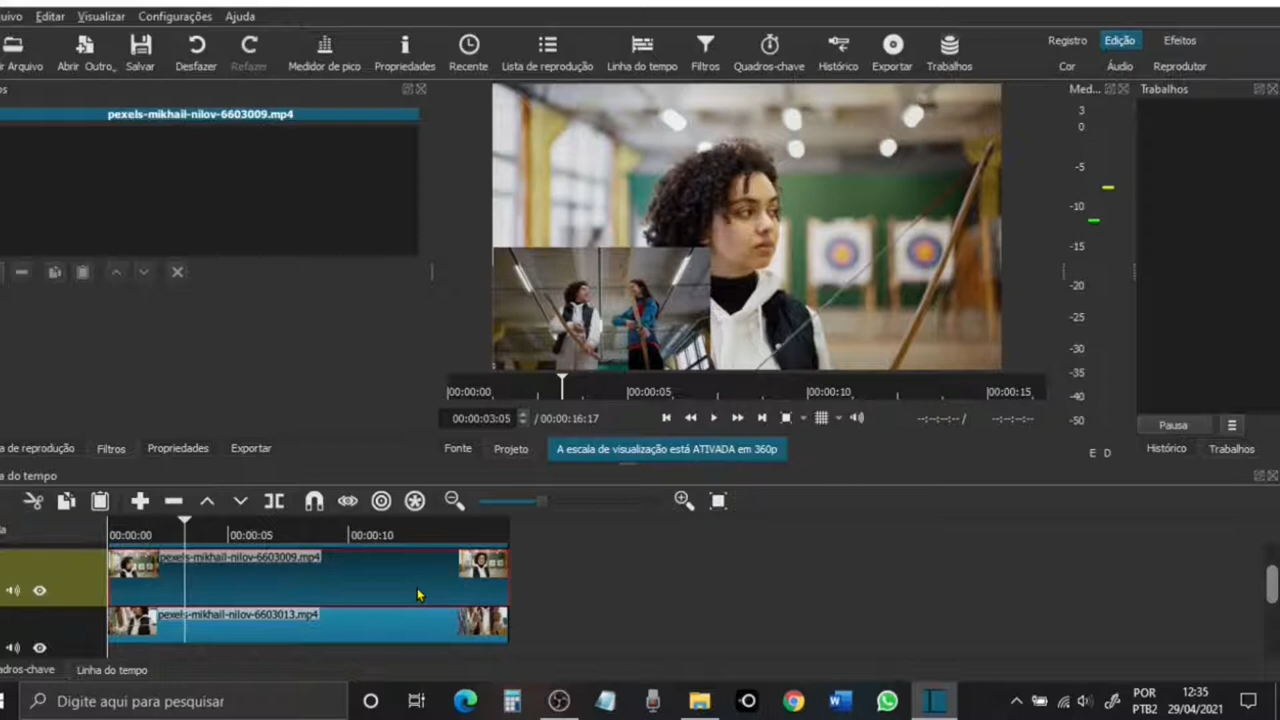 uivo Editar Visualizar Configurações Ajuda
r Arquivo Abrir Outro... Salvar Desfazer Refazer Medidor de pico Propriedades Recente Lista de reprodução Linha do tempo Filtros Quadros-chave Histórico Exportar Trabalhos
Registro Edição Efeitos
Cor Áudio Reprodutor
os
Med... Trabalhos
pexels-mikhail-nilov-6603009.mp4
3
0
-5
-10
-15
-20
-25
-30
-35
-40
-50
E D
00:00:00 00:00:05 00:00:10 00:00:15
00:00:03:05 / 00:00:16:17 --:--:--:-- / --:--:--:--
Pausa
a de reprodução Filtros Propriedades Exportar
Fonte Projeto A escala de visualização está ATIVADA em 360p
Histórico Trabalhos
a do tempo
00:00:00 00:00:05 00:00:10
pexels-mikhail-nilov-6603009.mp4
pexels-mikhail-nilov-6603013.mp4
adros-chave Linha do tempo
Digite aqui para pesquisar
POR
PTB2
12:35
29/04/2021